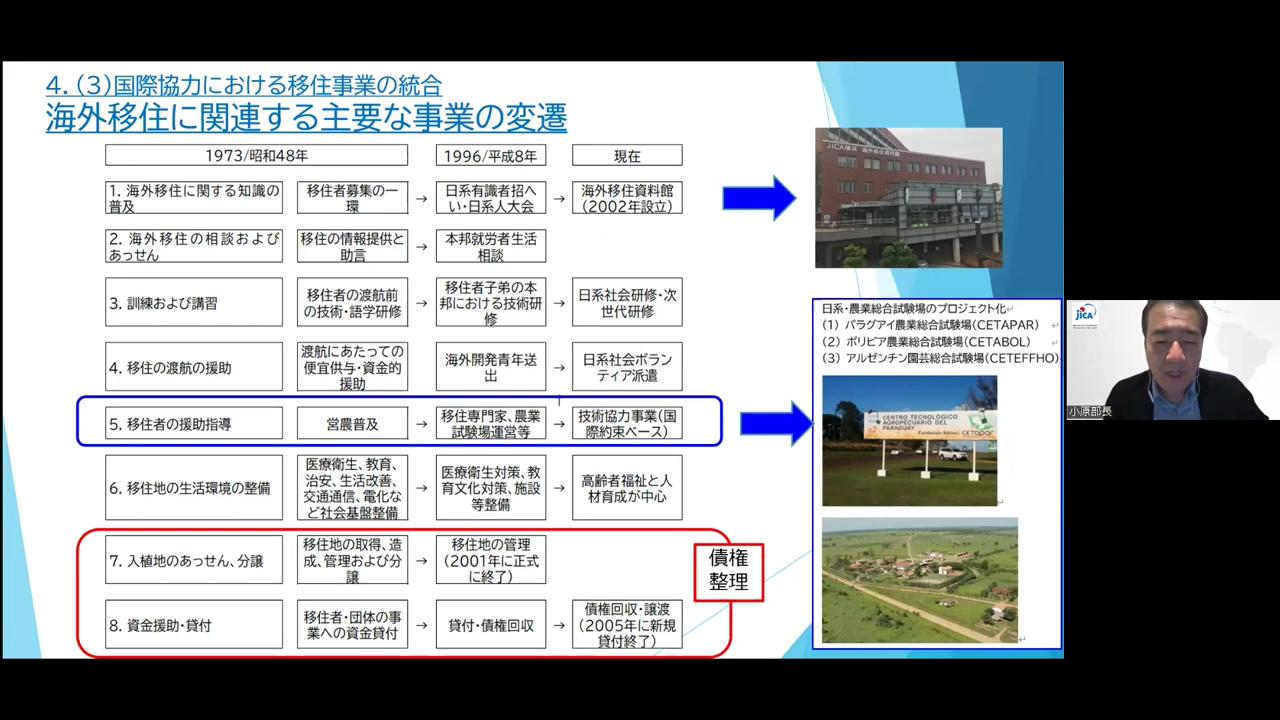 4．（3）国際協力における移住事業の統合
海外移住に関連する主要な事業の変遷
1973/昭和48年
1996/平成8年
現在
1．海外移住に関する知識の
普及
移住者募集の一
環
→
日系有識者招へ
い・日系人大会
→
海外移住資料館
（2002年設立）
2．海外移住の相談および
あっせん
移住の情報提供と
助言
→
本邦就労者生活
相談
3．訓練および講習
移住者の渡航前
の技術・語学研修
→
移住者子弟の本
邦における技術研
修
→
日系社会研修・次
世代研修
4．移住の渡航の援助
渡航にあたっての
便宜供与・資金的
援助
海外開発青年送
出
→
日系社会ボラン
ティア派遣
5．移住者の援助指導
営農普及
→
移住専門家、農業
試験場運営等
→
技術協力事業（国
際約束ベース）
6．移住地の生活環境の整備
医療衛生、教育、
治安、生活改善、
交通通信、電化な
ど社会基盤整備
→
医療衛生対策、教
育文化対策、施設
等整備
→
高齢者福祉と人
材育成が中心
7．入植地のあっせん、分譲
移住地の取得、造
成、管理および分
譲
→
移住地の管理
（2001年に正式
に終了）
8．資金援助・貸付
移住者・団体の事
業への資金貸付
→
貸付・債権回収
→
債権回収・譲渡
（2005年に新規
貸付終了）
債権
整理
JICA横浜 海外移住資料館
日系・農業総合試験場のプロジェクト化
（1） パラグアイ農業総合試験場（CETAPAR）
（2） ボリビア農業総合試験場（CETABOL）
（3） アルゼンチン園芸総合試験場（CETEFFHO）
CENTRO TECNOLÓGICO
AGROPECUARIO DEL
PARAGUAY
Fundación Nikkei CETAPAR
JICA
小原部長